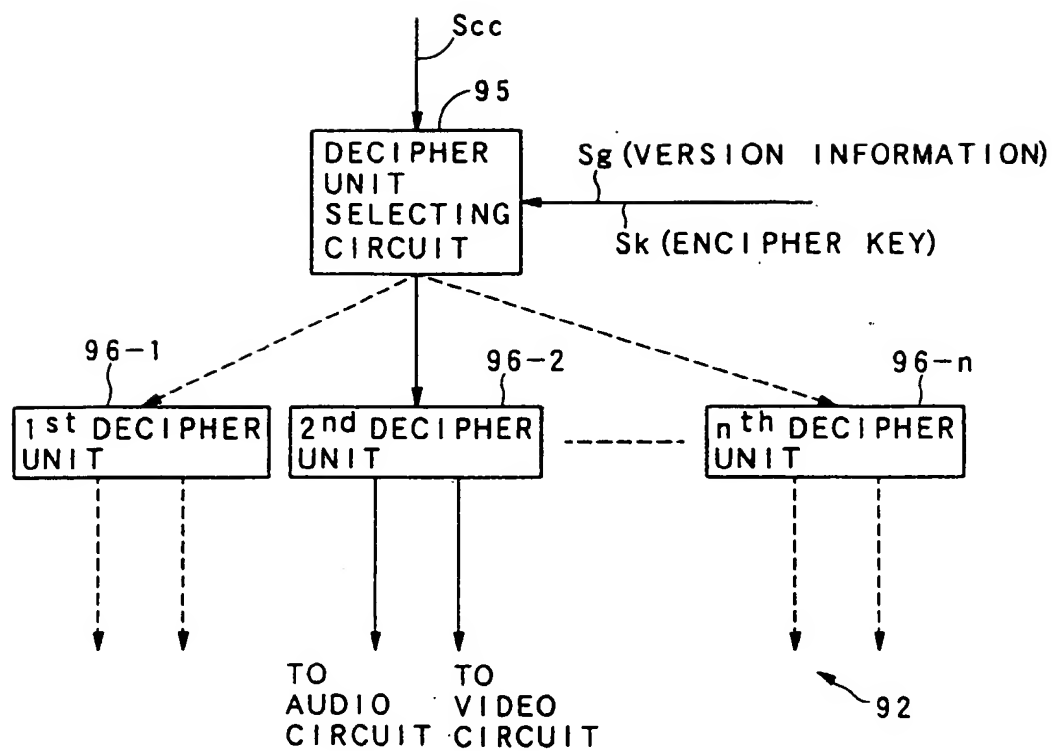 Scc
95
DECIPHER
UNIT
SELECTING
CIRCUIT
Sg (VERSION INFORMATION)
Sk (ENCIPHER KEY)
96-1
96-2
96-n
1st DECIPHER
UNIT
2nd DECIPHER
UNIT
nth DECIPHER
UNIT
TO
AUDIO
CIRCUIT
TO
VIDEO
CIRCUIT
92